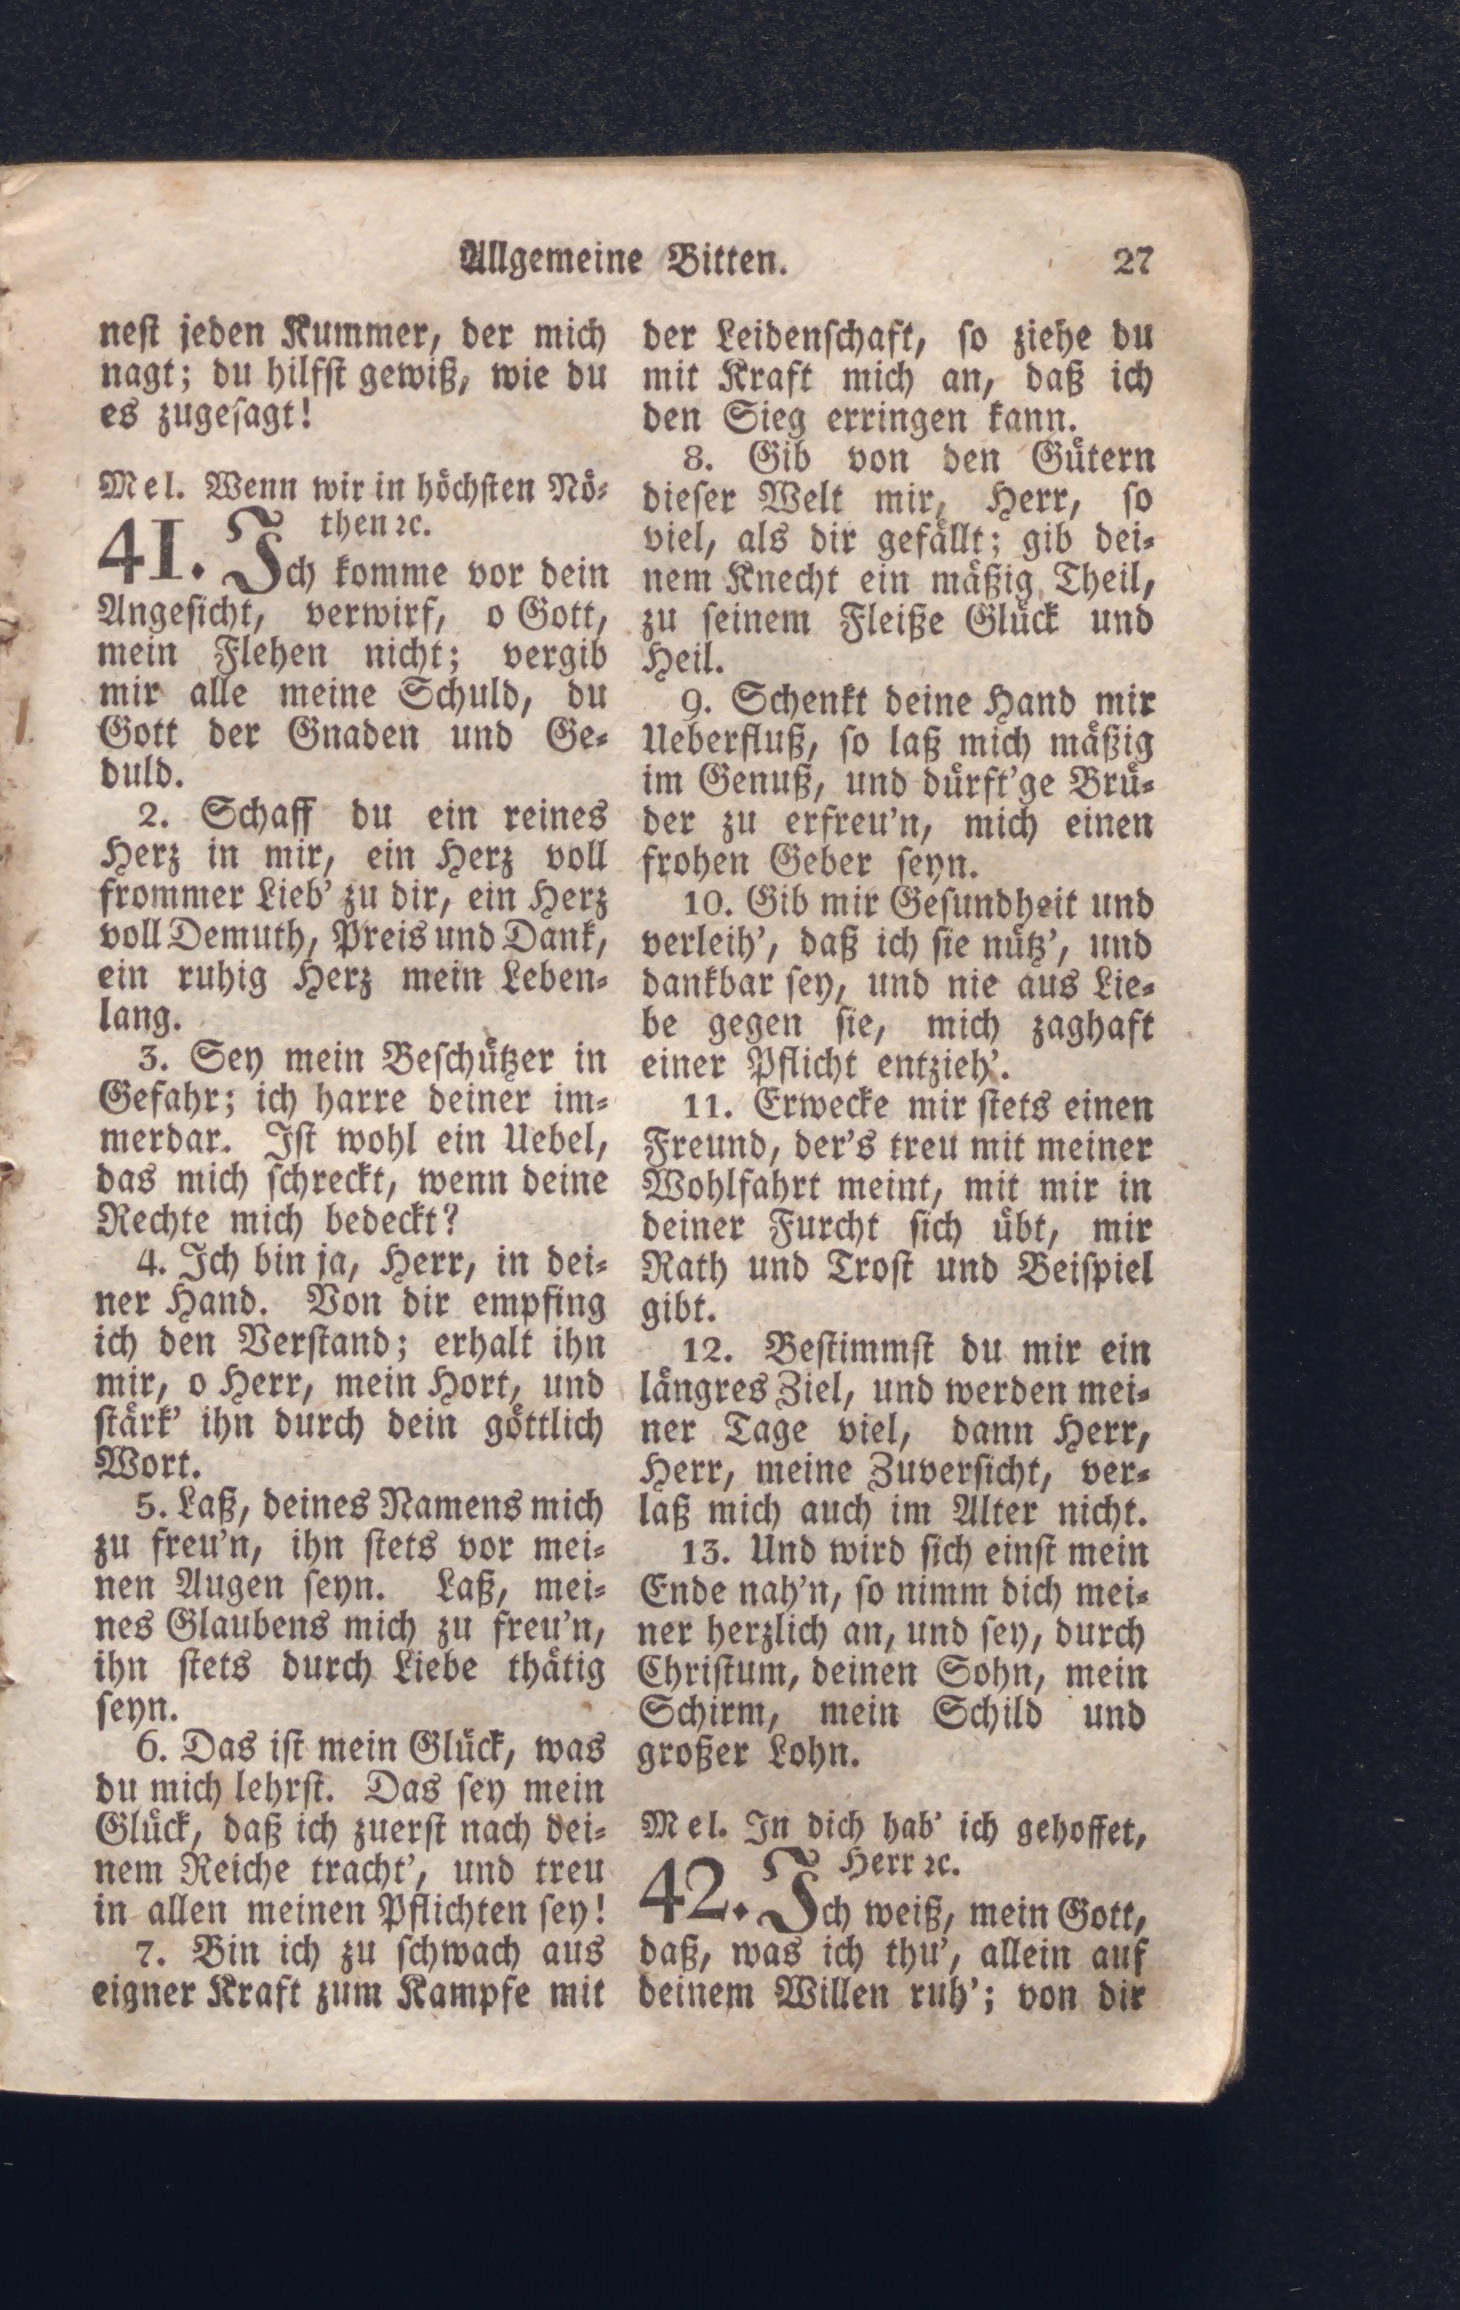 Allgemeine Bitten. 27
nest jeden Kummer, der mich
nagt; du hilfst gewiß, wie du
es zugesagt!
Mel. Wenn wir in höchsten Nö-
then ꝛc.
41. Ich komme vor dein
Angesicht, verwirf, o Gott,
mein Flehen nicht; vergib
mir alle meine Schuld, du
Gott der Gnaden und Ge-
duld.
2. Schaff du ein reines
Herz in mir, ein Herz voll
frommer Lieb' zu dir, ein Herz
voll Demuth, Preis und Dank,
ein ruhig Herz mein Leben-
lang.
3. Sey mein Beschützer in
Gefahr; ich harre deiner im-
merdar. Ist wohl ein Uebel,
das mich schreckt, wenn deine
Rechte mich bedeckt?
4. Ich bin ja, Herr, in dei-
ner Hand. Von dir empfing
ich den Verstand; erhalt ihn
mir, o Herr, mein Hort, und
stärk' ihn durch dein göttlich
Wort.
5. Laß, deines Namens mich
zu freu'n, ihn stets vor mei-
nen Augen seyn. Laß, mei-
nes Glaubens mich zu freu'n,
ihn stets durch Liebe thätig
seyn.
6. Das ist mein Glück, was
du mich lehrst. Das sey mein
Glück, daß ich zuerst nach dei-
nem Reiche tracht', und treu
in allen meinen Pflichten sey!
7. Bin ich zu schwach aus
eigner Kraft zum Kampfe mit
der Leidenschaft, so ziehe du
mit Kraft mich an, daß ich
den Sieg erringen kann.
8. Gib von den Gütern
dieser Welt mir, Herr, so
viel, als dir gefällt; gib dei-
nem Knecht ein mäßig Theil,
zu seinem Fleiße Glück und
Heil.
9. Schenkt deine Hand mir
Ueberfluß, so laß mich mäßig
im Genuß, und dürft'ge Brü-
der zu erfreu'n, mich einen
frohen Geber seyn.
10. Gib mir Gesundheit und
verleih', daß ich sie nütz', und
dankbar sey, und nie aus Lie-
be gegen sie, mich zaghaft
einer Pflicht entzieh'.
11. Erwecke mir stets einen
Freund, der's treu mit meiner
Wohlfahrt meint, mit mir in
deiner Furcht sich übt, mir
Rath und Trost und Beispiel
gibt.
12. Bestimmst du mir ein
längres Ziel, und werden mei-
ner Tage viel, dann Herr,
Herr, meine Zuversicht, ver-
laß mich auch im Alter nicht.
13. Und wird sich einst mein
Ende nah'n, so nimm dich mei-
ner herzlich an, und sey, durch
Christum, deinen Sohn, mein
Schirm, mein Schild und
großer Lohn.
Mel. In dich hab' ich gehoffet,
Herr ꝛc.
42. Ich weiß, mein Gott,
daß, was ich thu', allein auf
deinem Willen ruh'; von dir